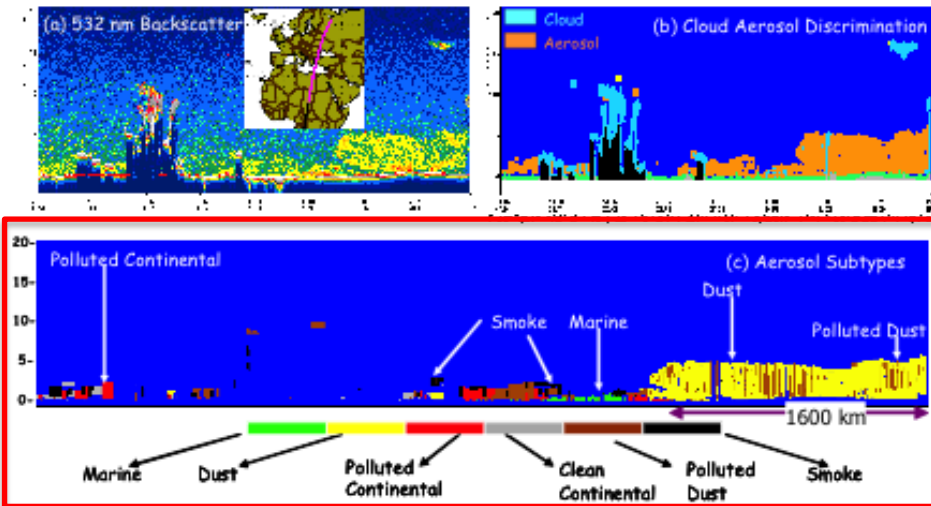 (a) 532 nm Backscatter
Cloud
Aerosol
(b) Cloud Aerosol Discrimination
20-
15-
10-
5-
0-
Polluted Continental
(c) Aerosol Subtypes
Dust
Smoke
Marine
Polluted Dust
1600 km
Marine
Dust
Polluted
Continental
Clean
Continental
Polluted
Dust
Smoke